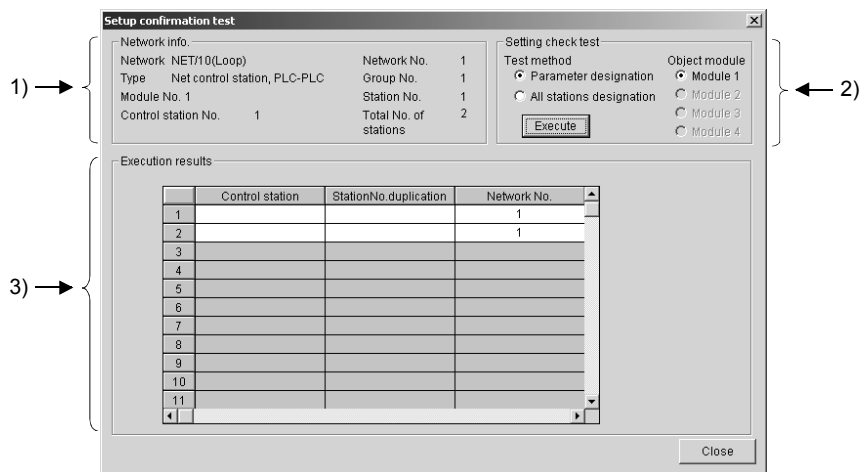 Setup confirmation test
1)
Network info.
Network NET/10(Loop)
Network No. 1
Type Net control station, PLC-PLC
Group No. 1
Module No. 1
Station No. 1
Control station No. 1
Total No. of stations 2
2)
Setting check test
Test method
Object module
Parameter designation
Module 1
All stations designation
Module 2
Module 3
Execute
Module 4
3)
Execution results
Control station StationNo.duplication Network No.
1 1
2 1
3
4
5
6
7
8
9
10
11
Close